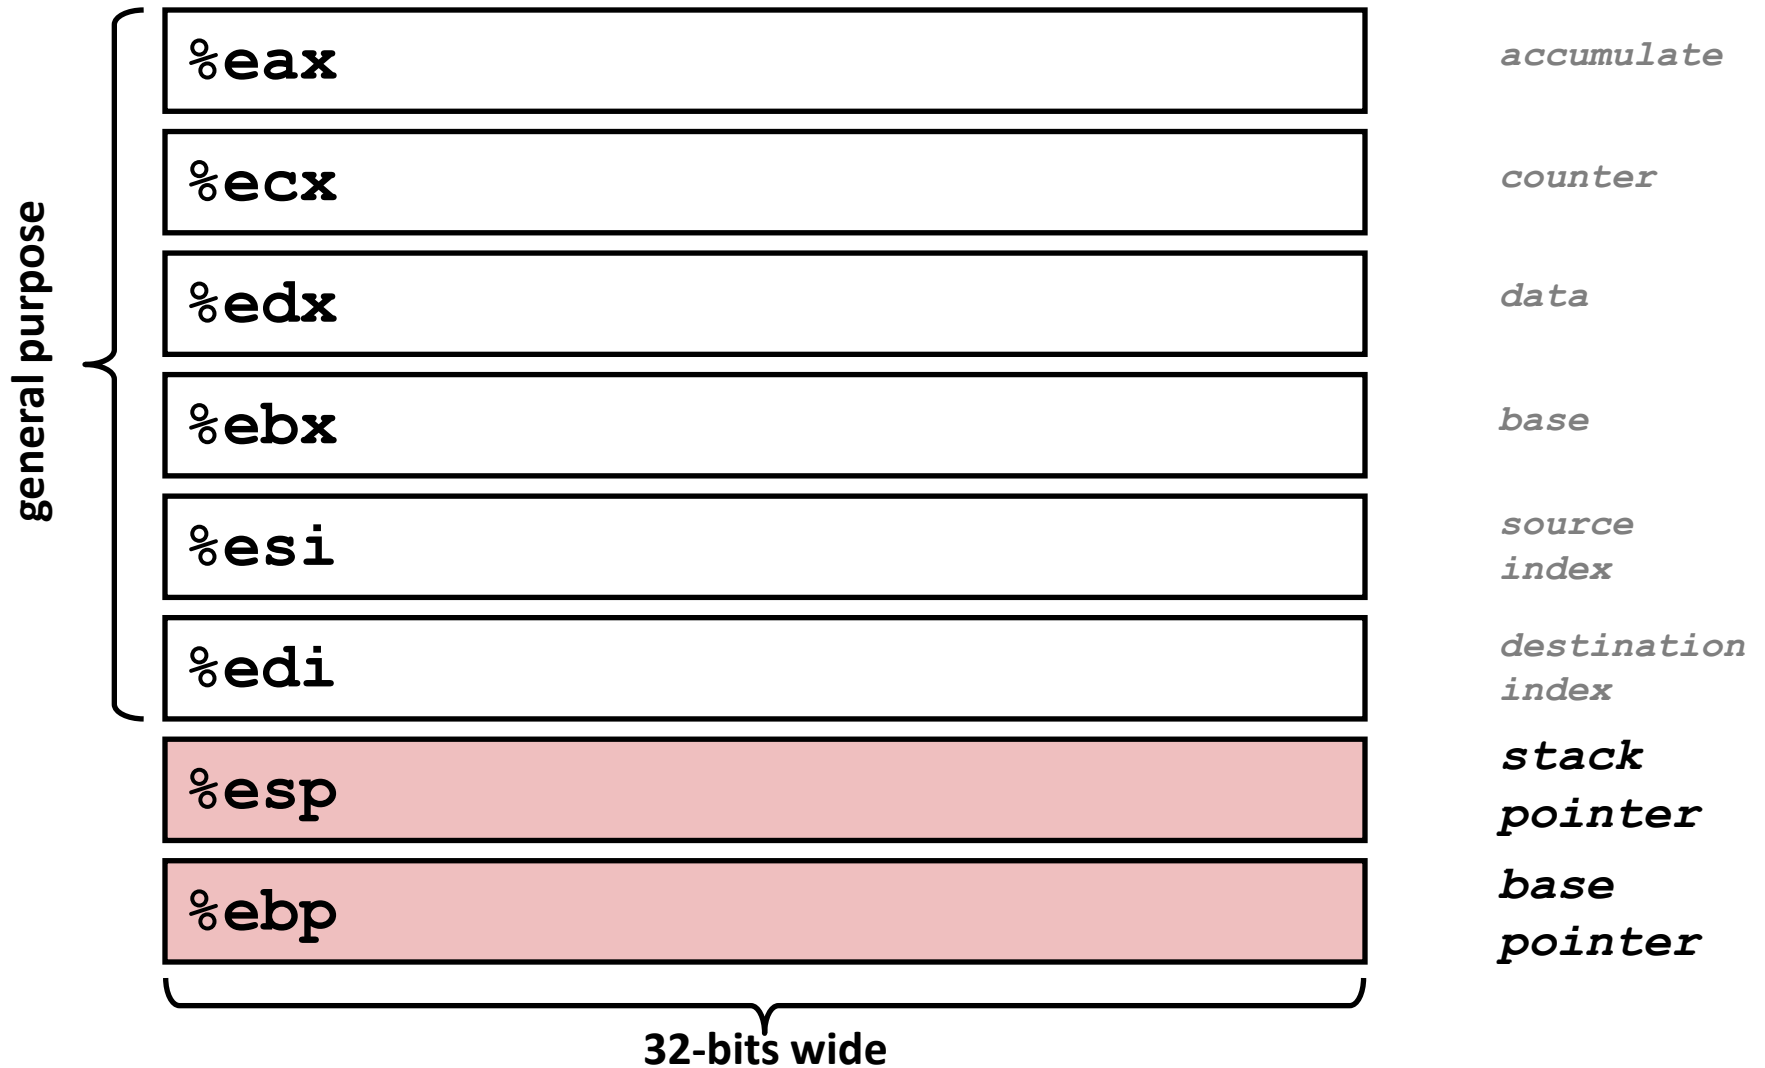 general purpose
%eax
accumulate
%ecx
counter
%edx
data
%ebx
base
%esi
source
index
%edi
destination
index
%esp
stack
pointer
%ebp
base
pointer
32-bits wide